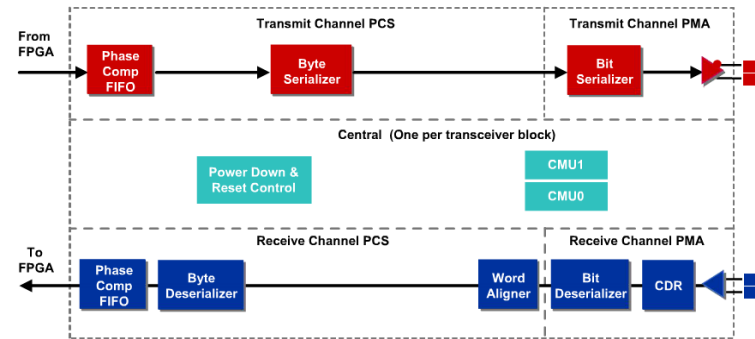 Transmit Channel PCS
Transmit Channel PMA
From
FPGA
Phase
Comp
FIFO
Byte
Serializer
Bit
Serializer
Central (One per transceiver block)
Power Down &
Reset Control
CMU1
CMU0
Receive Channel PCS
Receive Channel PMA
To
FPGA
Phase
Comp
FIFO
Byte
Deserializer
Word
Aligner
Bit
Deserializer
CDR